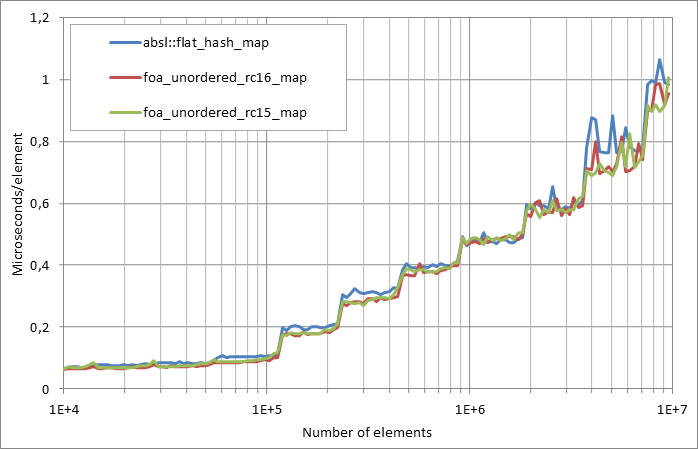 1,2
1
0,8
0,6
0,4
0,2
0
Microseconds/element
absl::flat_hash_map
foa_unordered_rc16_map
foa_unordered_rc15_map
1E+4
1E+5
1E+6
1E+7
Number of elements